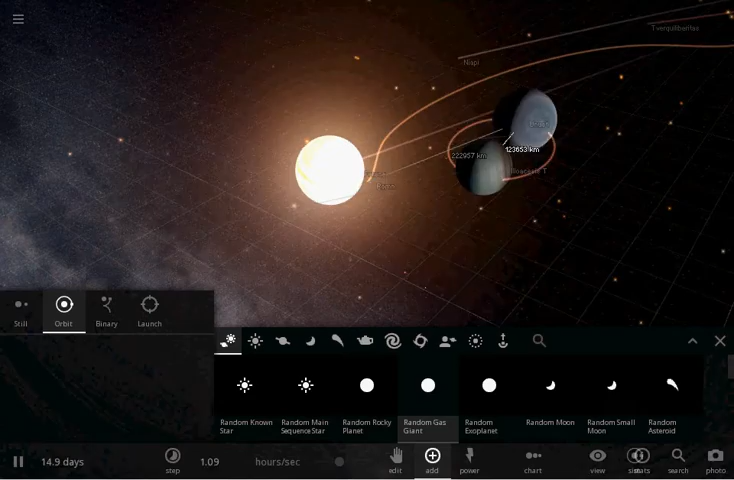 Tverquiliberitas
Niapi
123653 km
222957 km
Still
Orbit
Binary
Launch
Random Known Star
Random Main Sequence Star
Random Rocky Planet
Random Gas Giant
Random Exoplanet
Random Moon
Random Small Moon
Random Asteroid
14.9 days
step
1.09
hours/sec
edit
add
power
chart
view
stats
search
photo